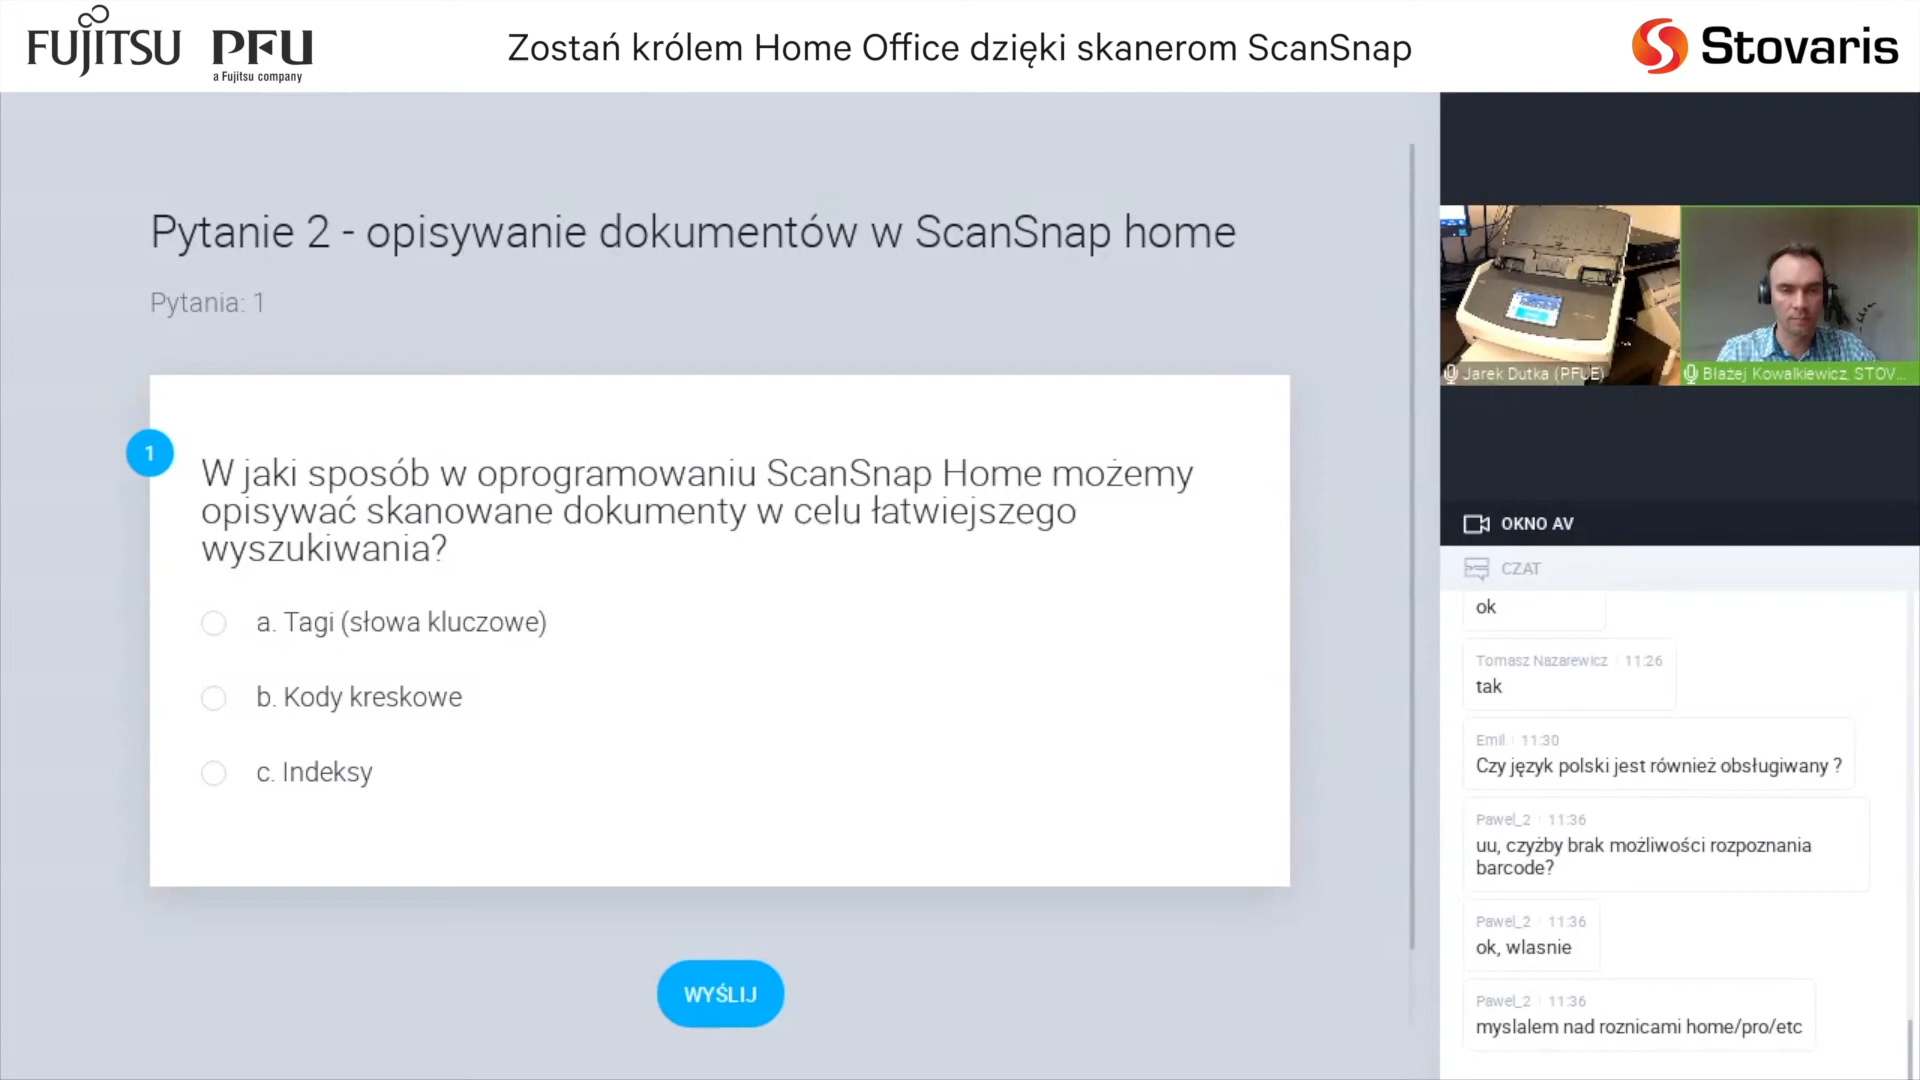 FUJITSU
PFU
a Fujitsu company
Zostań królem Home Office dzięki skanerom ScanSnap
Stovaris
Pytanie 2 - opisywanie dokumentów w ScanSnap home
Pytania: 1
1
W jaki sposób w oprogramowaniu ScanSnap Home możemy
opisywać skanowane dokumenty w celu łatwiejszego
wyszukiwania?
a. Tagi (słowa kluczowe)
b. Kody kreskowe
c. Indeksy
WYŚLIJ
Jarek Dutka (PFUE)
Błażej Kowalkiewicz, STOV...
OKNO AV
CZAT
ok
Tomasz Nazarewicz 11:26
tak
Emil 11:30
Czy język polski jest również obsługiwany ?
Pawel_2 11:36
uu, czyżby brak możliwości rozpoznania
barcode?
Pawel_2 11:36
ok, wlasnie
Pawel_2 11:36
myslalem nad roznicami home/pro/etc